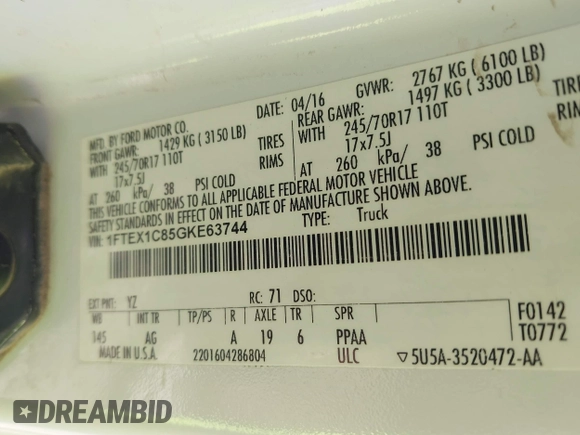 MFD. BY FORD MOTOR CO.
DATE: 04/16 GVWR: 2767 KG ( 6100 LB)
FRONT GAWR: 1429 KG ( 3150 LB)
REAR GAWR: 1497 KG ( 3300 LB)
WITH 245/70R17 110T TIRES
WITH 245/70R17 110T TIRES
17x7.5J RIMS
17x7.5J RIMS
AT 260 kPa/ 38 PSI COLD
AT 260 kPa/ 38 PSI COLD
THIS VEHICLE CONFORMS TO ALL APPLICABLE FEDERAL MOTOR VEHICLE
SAFETY STANDARDS IN EFFECT ON THE DATE OF MANUFACTURE SHOWN ABOVE.
VIN: 1FTEX1C85GKE63744 TYPE: Truck
EXT PNT: YZ RC: 71 DSO:
WB INT TR TP/PS R AXLE TR SPR
145 AG A 19 6 PPAA
F0142
T0772
MADE IN U.S.A. 2201604286804 ULC ▽5U5A-3520472-AA
DREAMBID